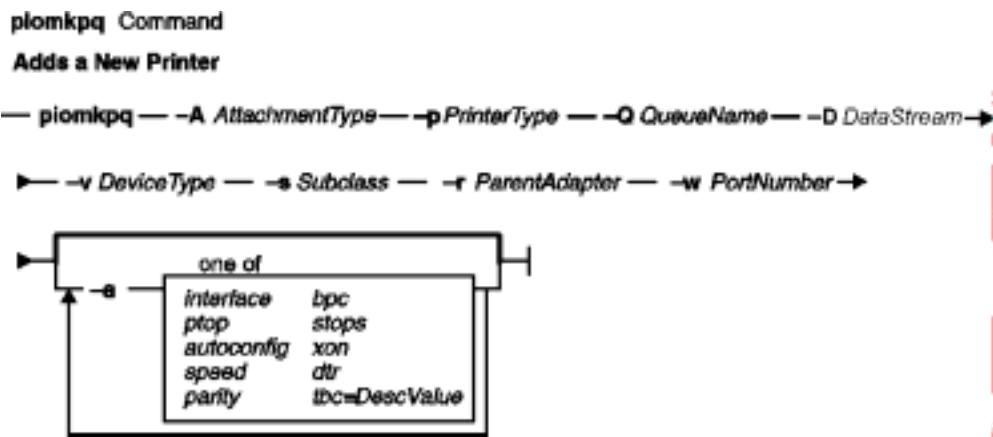 piomkpq Command
Adds a New Printer
piomkpq -A AttachmentType -p PrinterType -Q QueueName -D DataStream
-v DeviceType -s Subclass -r ParentAdapter -w PortNumber
one of
-a
interface bpc
ptop stops
autoconfig xon
speed dtr
parity tbc=DescValue